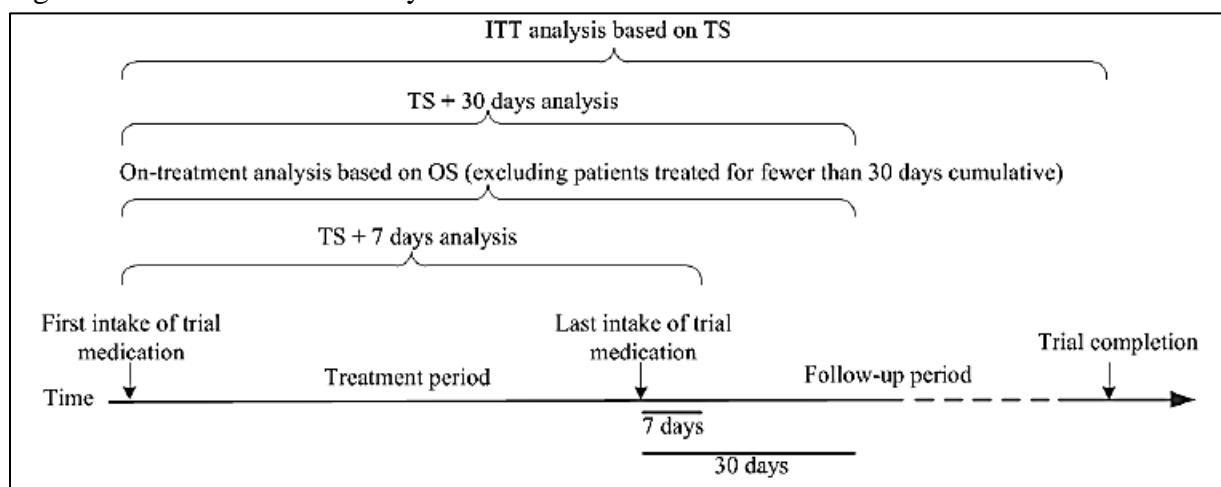 ITT analysis based on TS
TS + 30 days analysis
On-treatment analysis based on OS (excluding patients treated for fewer than 30 days cumulative)
TS + 7 days analysis
First intake of trial
medication
Last intake of trial
medication
Trial completion
Treatment period
Follow-up period
Time
7 days
30 days